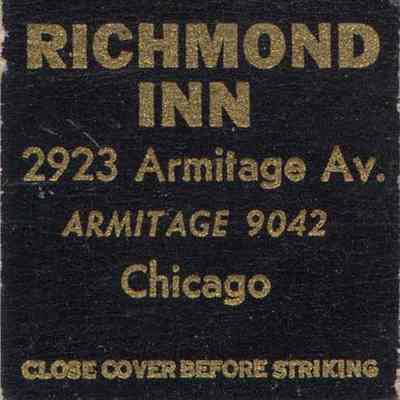 RICHMOND
INN
2923 Armitage Av.
ARMITAGE 9042
Chicago
CLOSE COVER BEFORE STRIKING